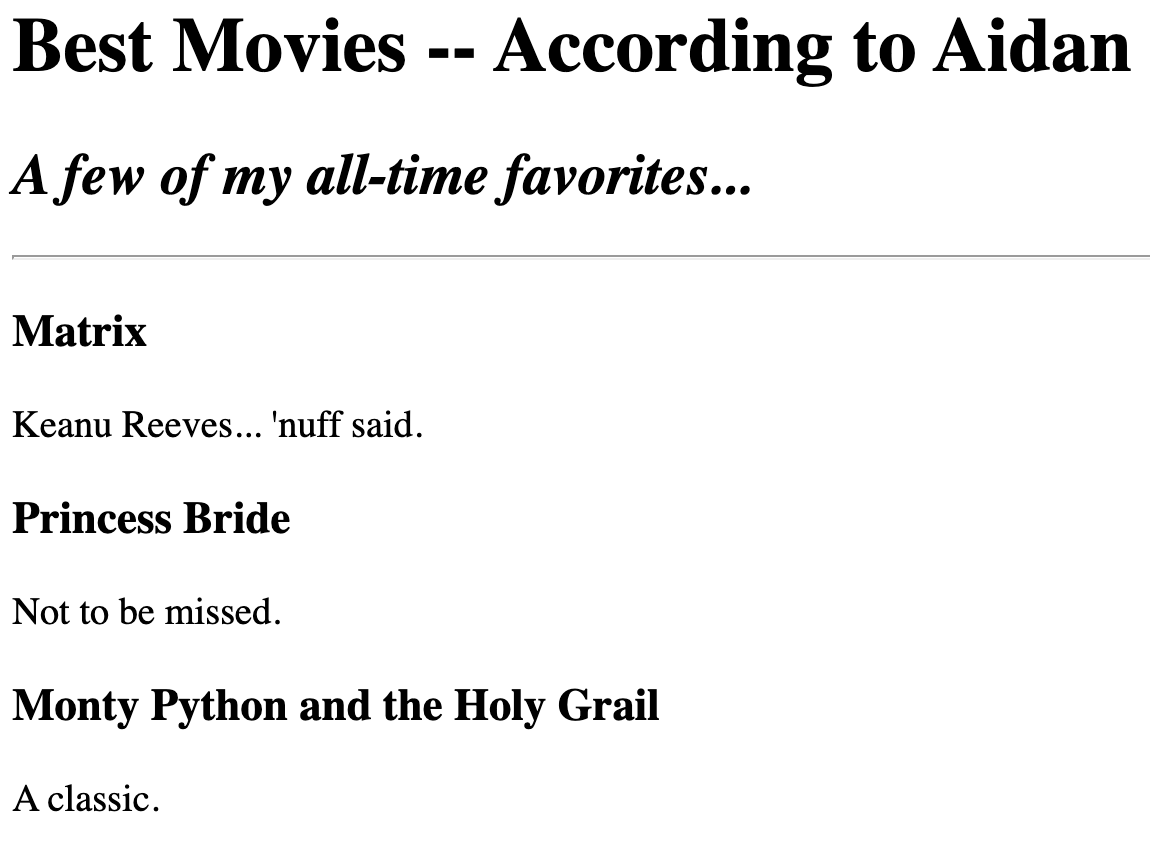 Best Movies -- According to Aidan
A few of my all-time favorites...
Matrix
Keanu Reeves... 'nuff said.
Princess Bride
Not to be missed.
Monty Python and the Holy Grail
A classic.